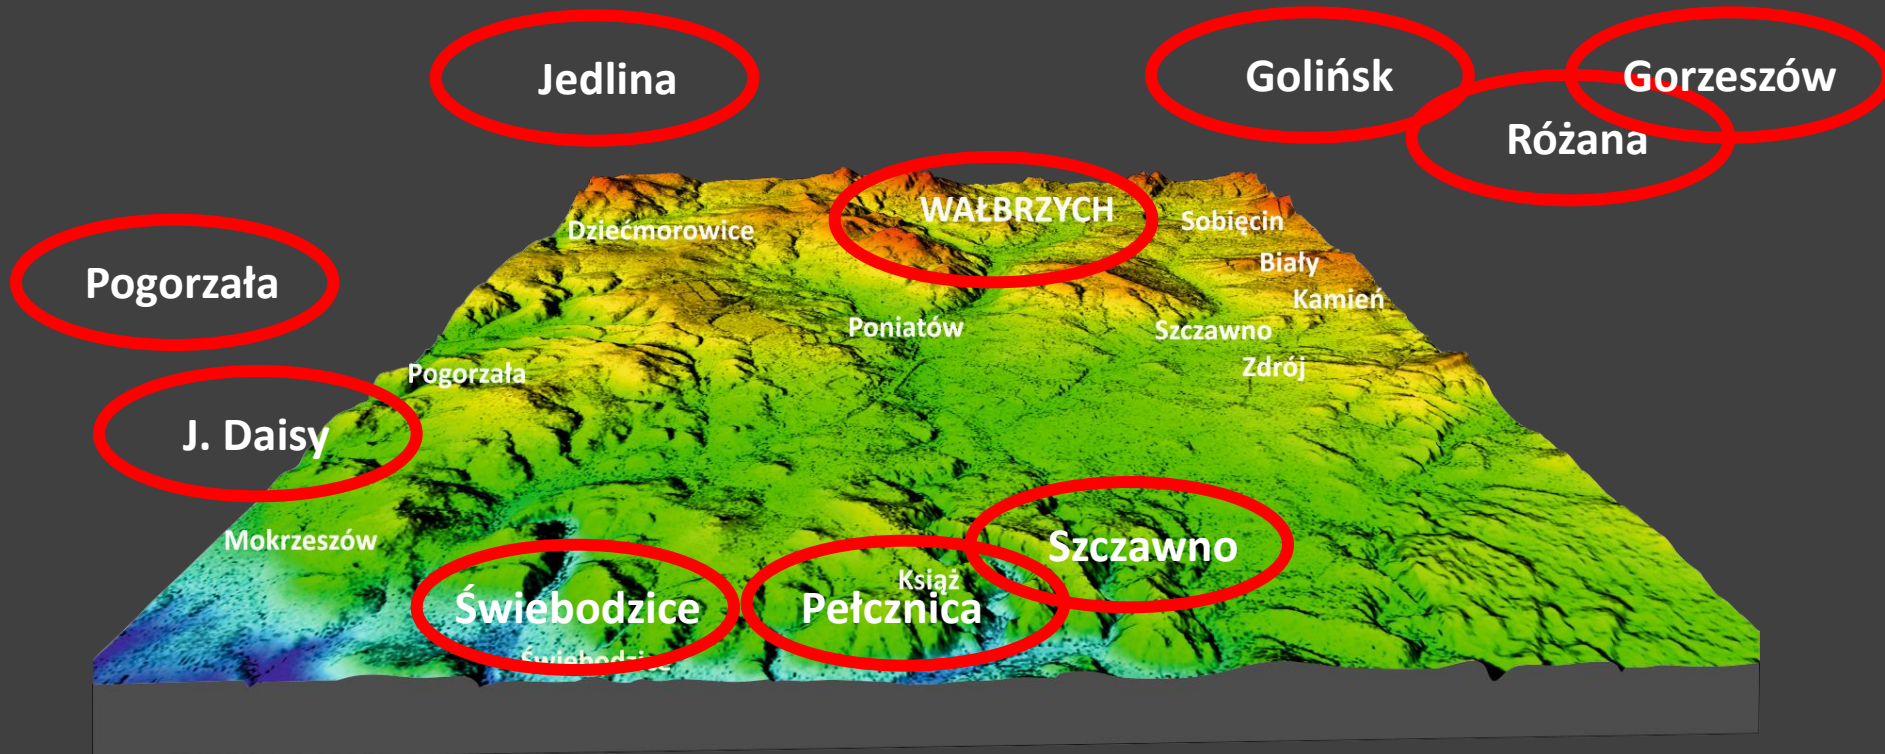 Jedlina
Golińsk
Gorzeszów
Różana
WAŁBRZYCH
Sobięcin
Dziećmorowice
Biały
Kamień
Pogorzała
Poniatów
Szczawno
Zdrój
Pogorzała
J. Daisy
Mokrzeszów
Szczawno
Książ
Świebodzice
Pełcznica
Świebodzice